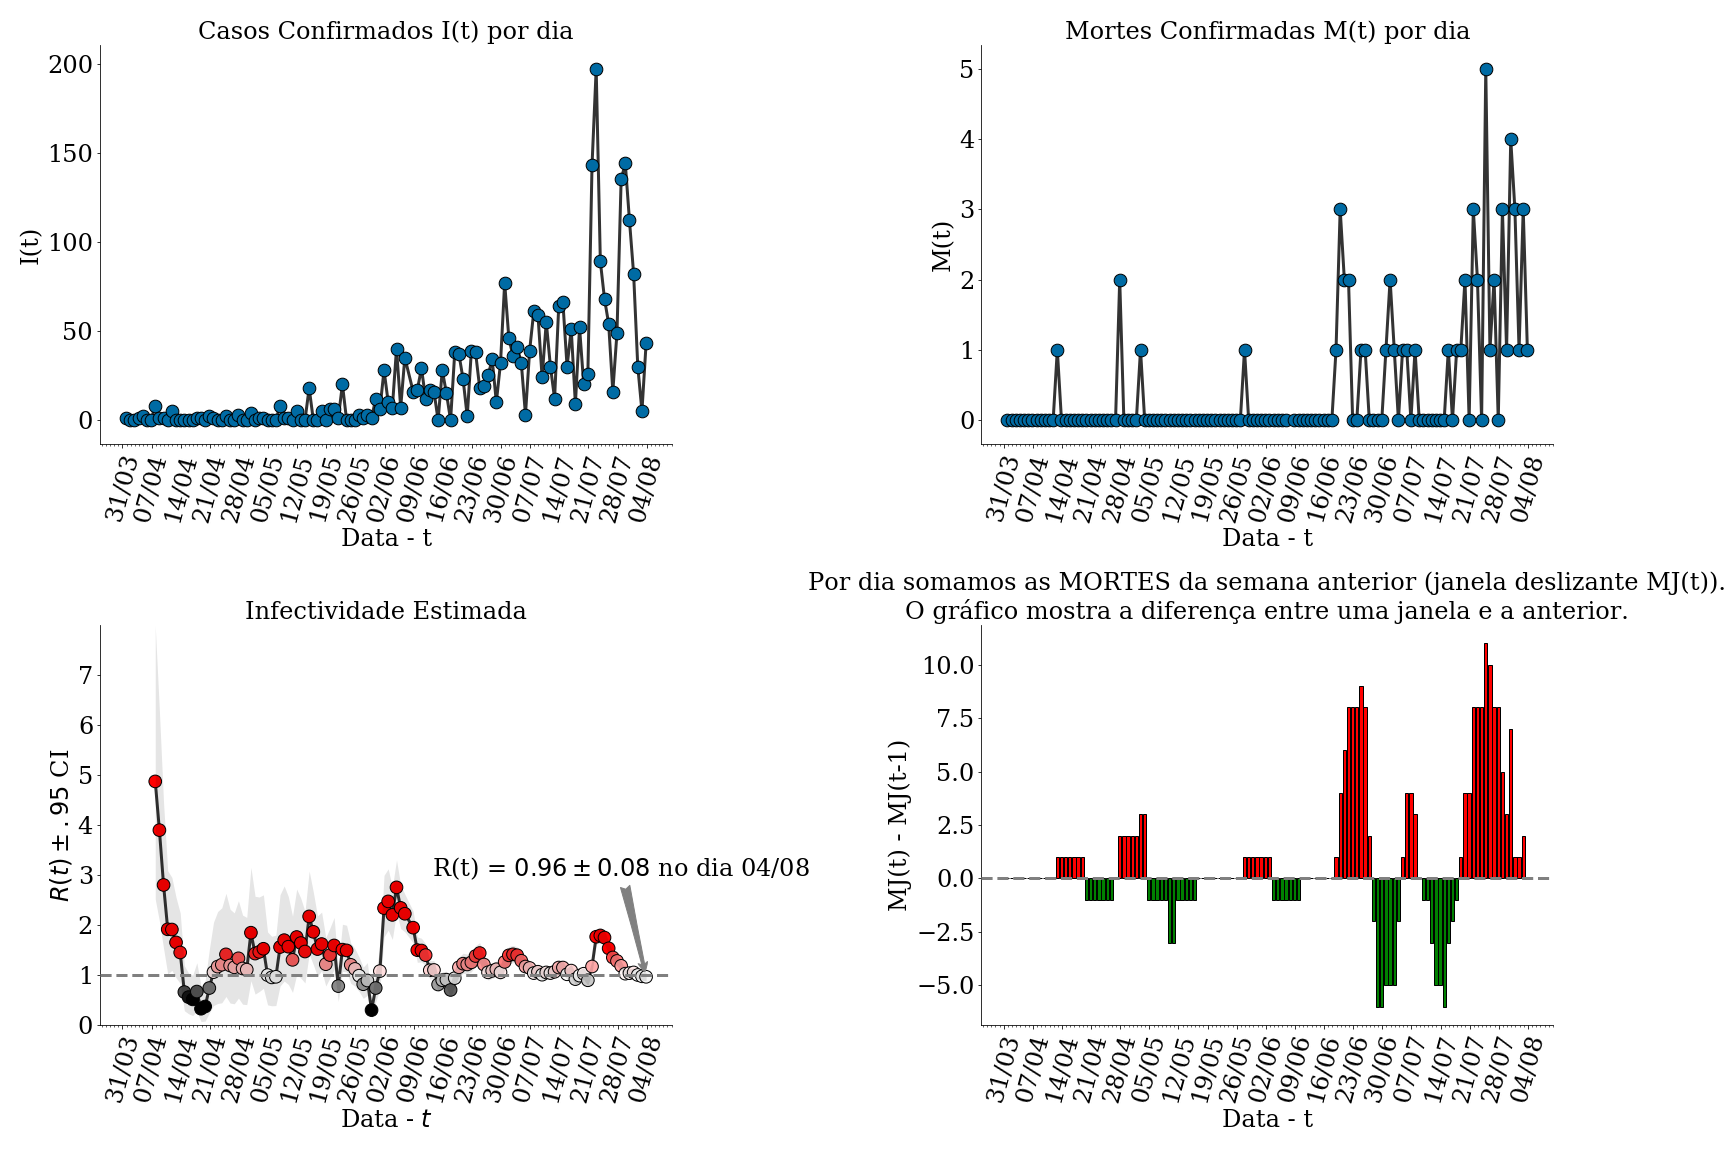 Casos Confirmados I(t) por dia
I(t)
200
150
100
50
0
31/03 07/04 14/04 21/04 28/04 05/05 12/05 19/05 26/05 02/06 09/06 16/06 23/06 30/06 07/07 14/07 21/07 28/07 04/08
Data - t
Mortes Confirmadas M(t) por dia
M(t)
5
4
3
2
1
0
31/03 07/04 14/04 21/04 28/04 05/05 12/05 19/05 26/05 02/06 09/06 16/06 23/06 30/06 07/07 14/07 21/07 28/07 04/08
Data - t
Infectividade Estimada
R(t) ± .95 CI
7
6
5
4
3
2
1
0
R(t) = 0.96 ± 0.08 no dia 04/08
31/03 07/04 14/04 21/04 28/04 05/05 12/05 19/05 26/05 02/06 09/06 16/06 23/06 30/06 07/07 14/07 21/07 28/07 04/08
Data - t
Por dia somamos as MORTES da semana anterior (janela deslizante MJ(t)).
O gráfico mostra a diferença entre uma janela e a anterior.
MJ(t) - MJ(t-1)
10.0
7.5
5.0
2.5
0.0
−2.5
−5.0
31/03 07/04 14/04 21/04 28/04 05/05 12/05 19/05 26/05 02/06 09/06 16/06 23/06 30/06 07/07 14/07 21/07 28/07 04/08
Data - t